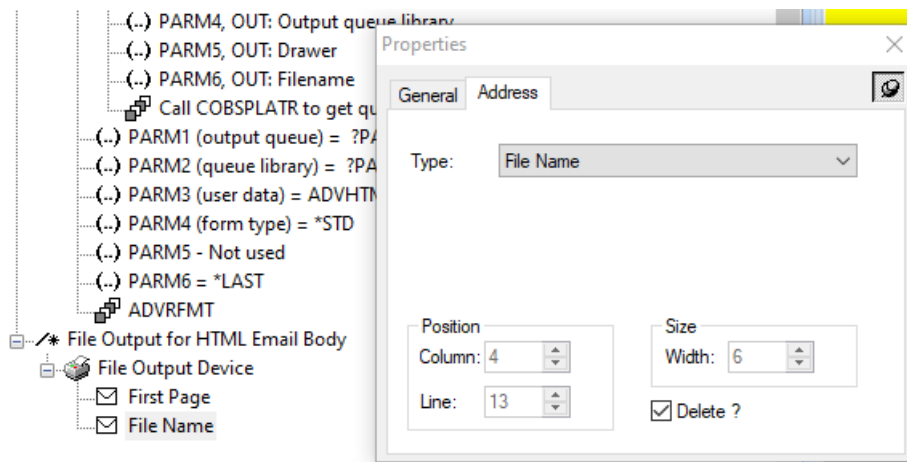 (..) PARM4, OUT: Output queue library
(..) PARM5, OUT: Drawer
(..) PARM6, OUT: Filename
Call COBSPLATR to get qu
(..) PARM1 (output queue) = ?PA
(..) PARM2 (queue library) = ?PA
(..) PARM3 (user data) = ADVHTM
(..) PARM4 (form type) = *STD
(..) PARM5 - Not used
(..) PARM6 = *LAST
ADVRFMT
/* File Output for HTML Email Body
File Output Device
First Page
File Name
Properties
General Address
Type: File Name
Position
Column: 4
Line: 13
Size
Width: 6
Delete ?